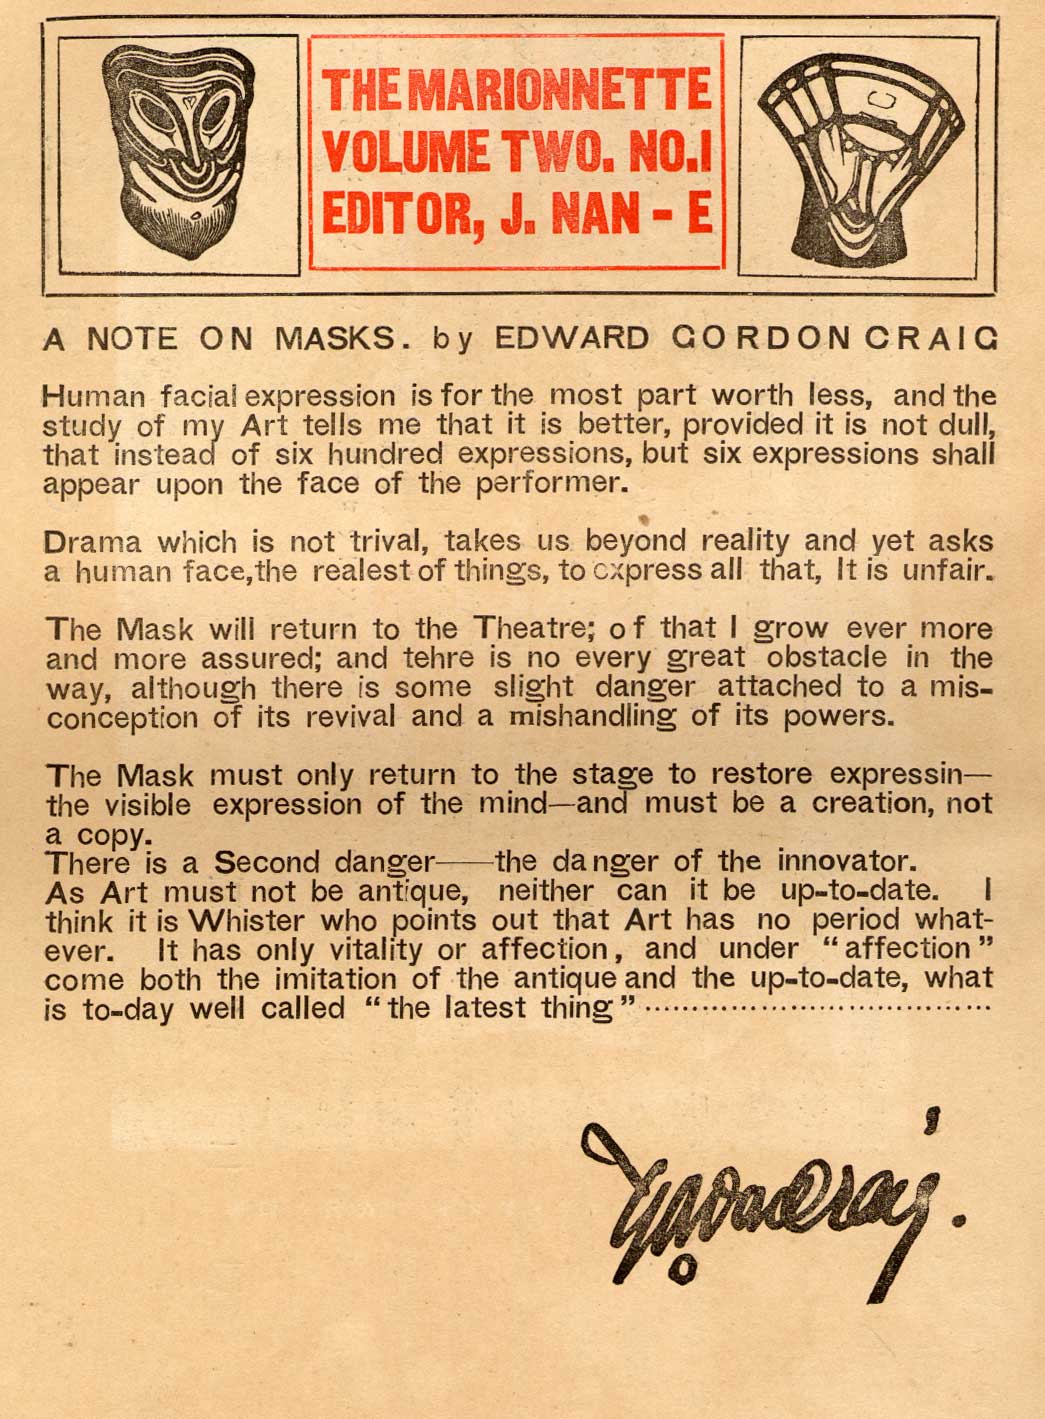 THE MARIONNETTE
VOLUME TWO. NO.1
EDITOR, J. NAN - E
A NOTE ON MASKS. by EDWARD GORDON CRAIG
Human facial expression is for the most part worth less, and the
study of my Art tells me that it is better, provided it is not dull,
that instead of six hundred expressions, but six expressions shall
appear upon the face of the performer.
Drama which is not trival, takes us beyond reality and yet asks
a human face,the realest of things, to express all that, It is unfair.
The Mask will return to the Theatre; of that I grow ever more
and more assured; and tehre is no every great obstacle in the
way, although there is some slight danger attached to a mis-
conception of its revival and a mishandling of its powers.
The Mask must only return to the stage to restore expressin—
the visible expression of the mind—and must be a creation, not
a copy.
There is a Second danger——the danger of the innovator.
As Art must not be antique, neither can it be up-to-date. I
think it is Whister who points out that Art has no period what-
ever. It has only vitality or affection, and under “affection”
come both the imitation of the antique and the up-to-date, what
is to-day well called “the latest thing”....................................
Gordon Craig.